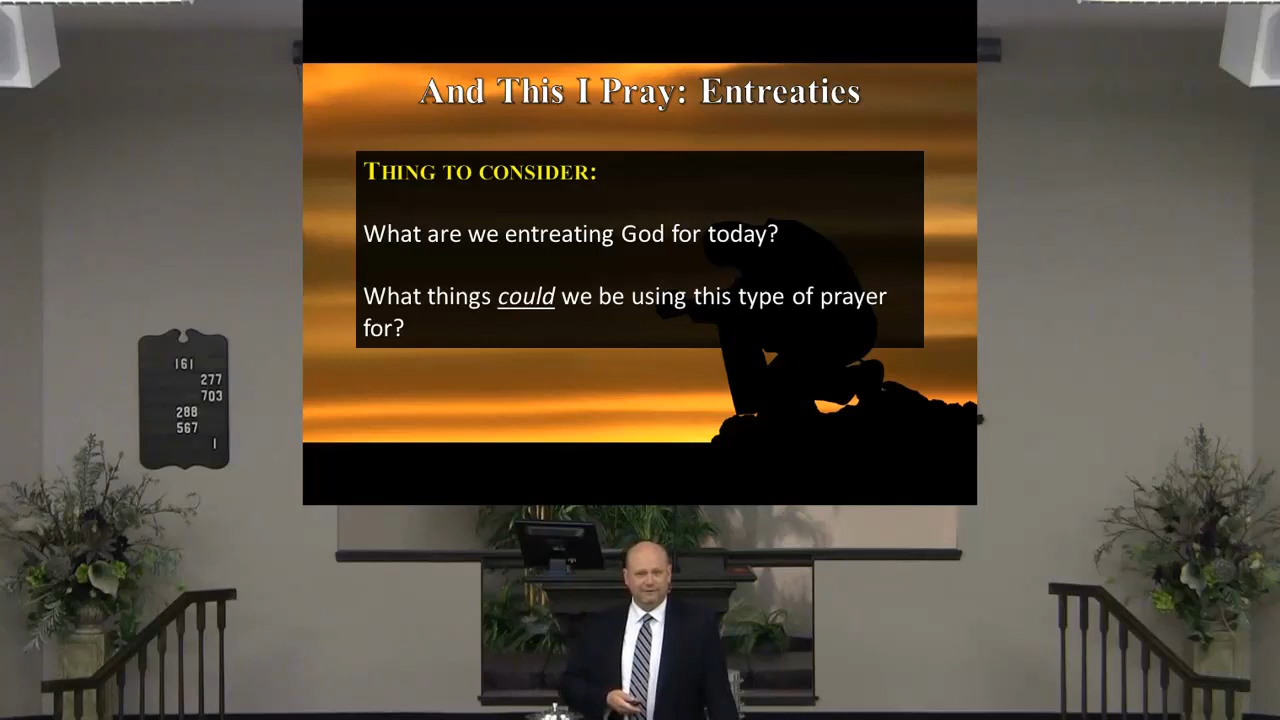 And This I Pray: Entreaties
THING TO CONSIDER:
What are we entreating God for today?
What things could we be using this type of prayer
for?
161
277
703
288
567
1